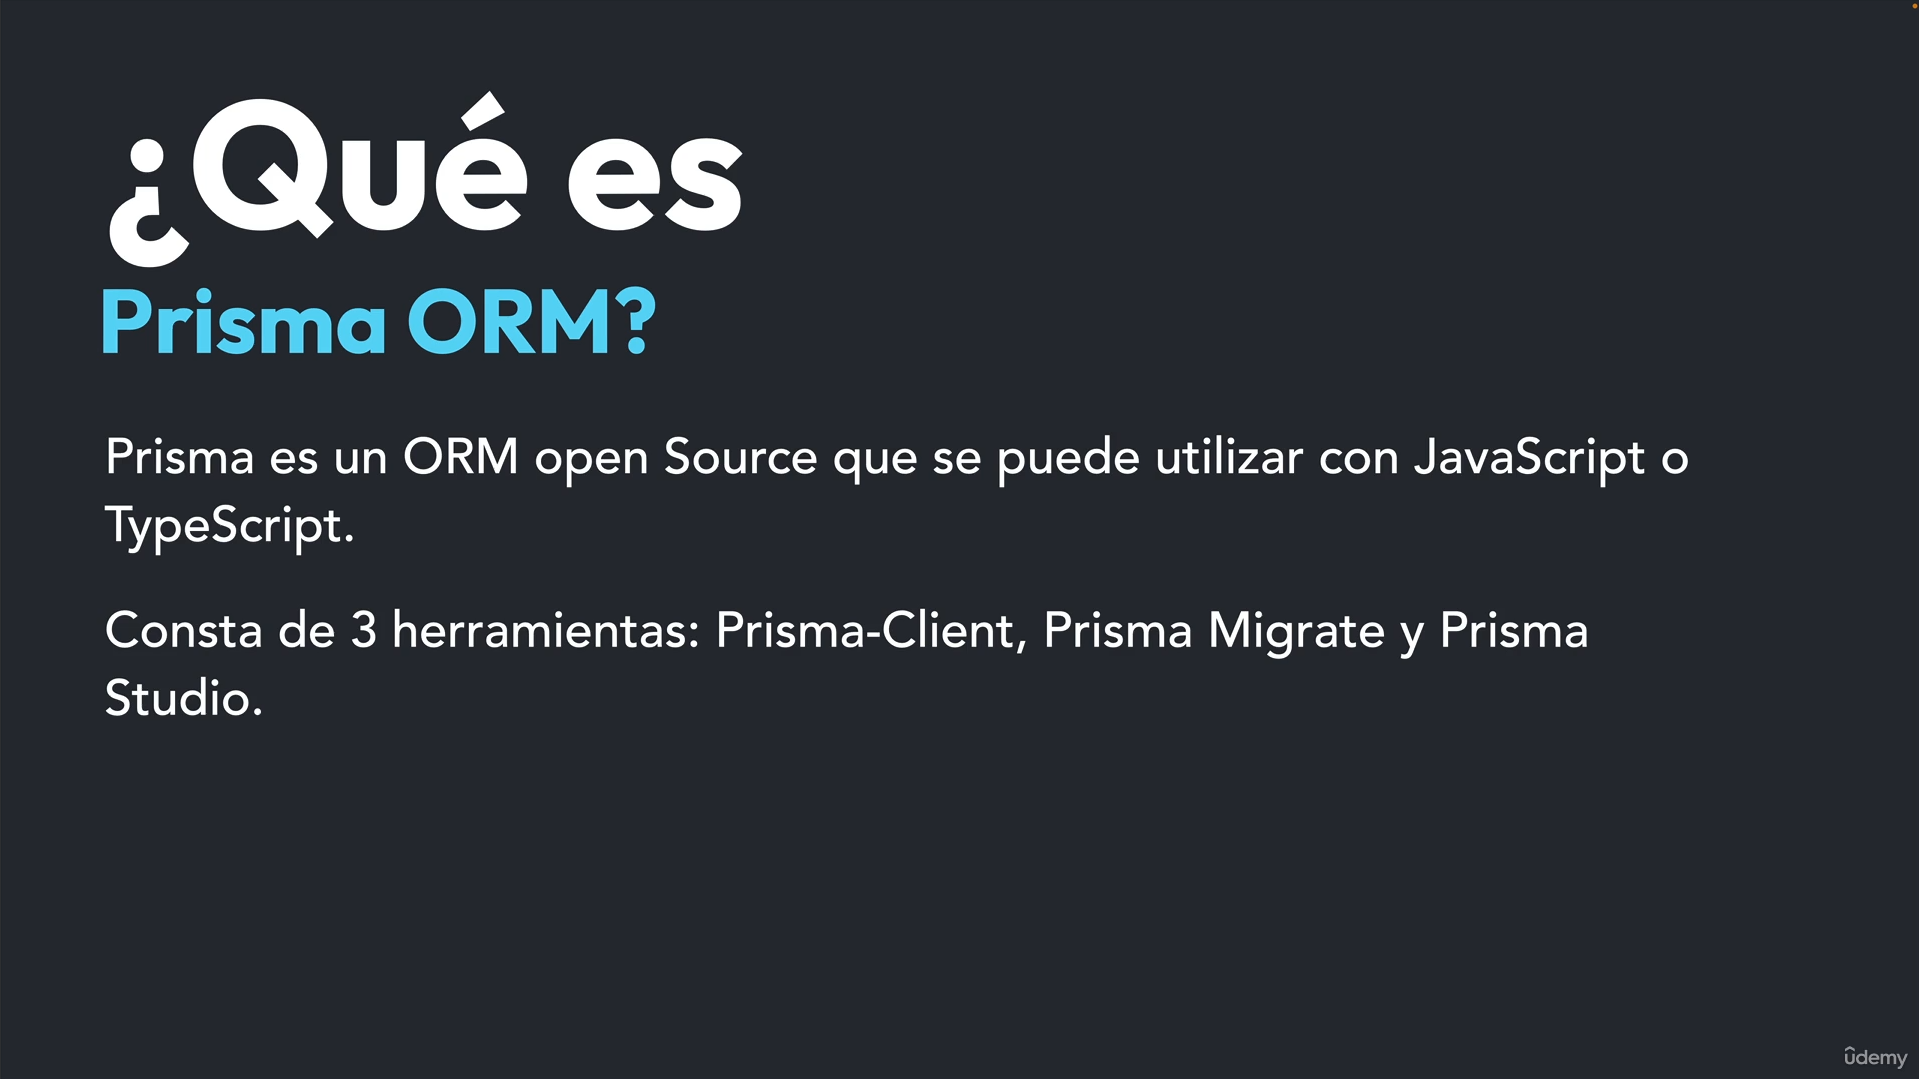 ¿Qué es
Prisma ORM?
Prisma es un ORM open Source que se puede utilizar con JavaScript o
TypeScript.
Consta de 3 herramientas: Prisma-Client, Prisma Migrate y Prisma
Studio.
ûdemy